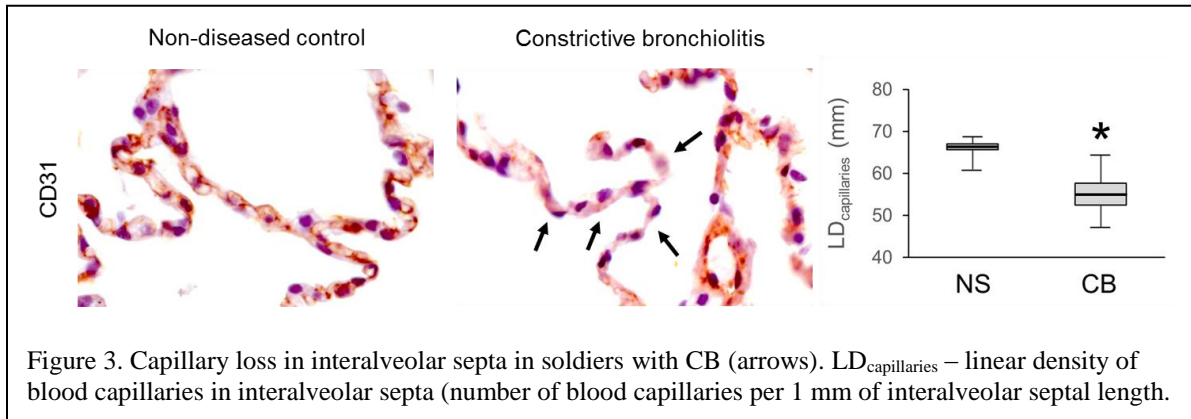 Non-diseased control
Constrictive bronchiolitis
CD31
LDcapillaries (mm)
80
70
60
50
40
*
NS
CB
Figure 3. Capillary loss in interalveolar septa in soldiers with CB (arrows). LDcapillaries – linear density of
blood capillaries in interalveolar septa (number of blood capillaries per 1 mm of interalveolar septal length.